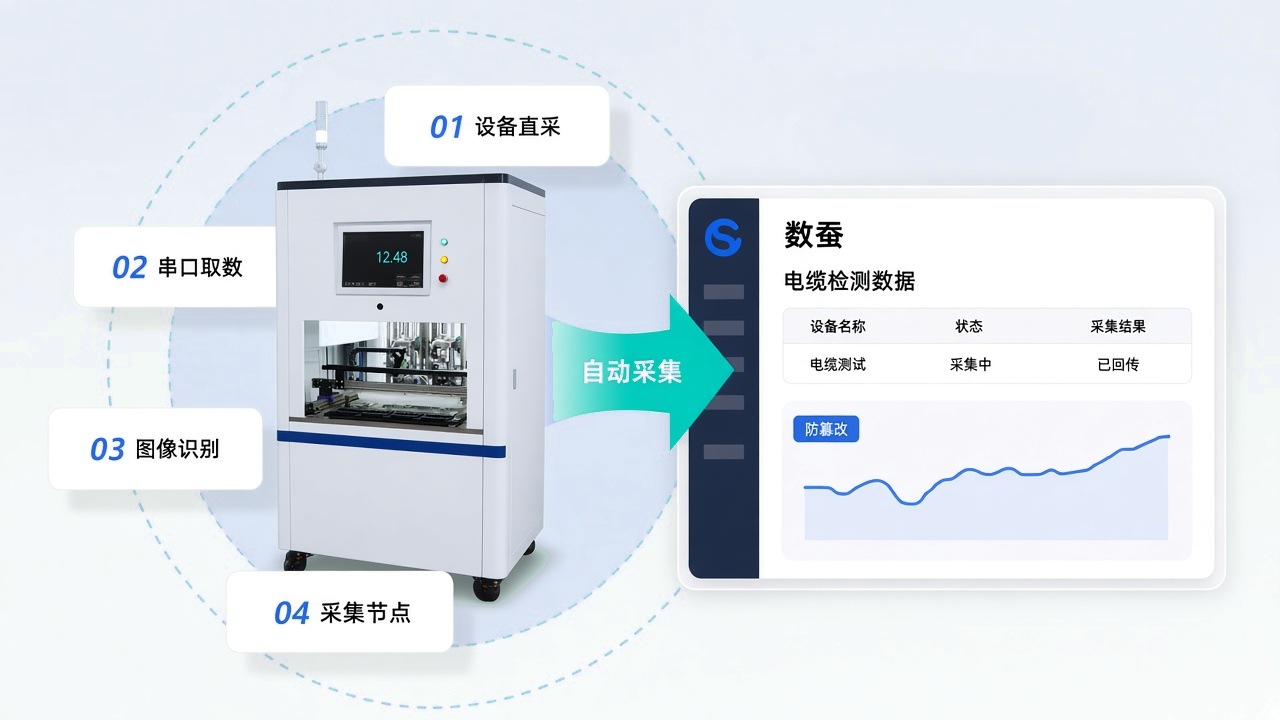 01 设备直采
02 串口取数
03 图像识别
04 采集节点
12.48
自动采集
数蚕
电缆检测数据
设备名称 状态 采集结果
电缆测试 采集中 已回传
防篡改